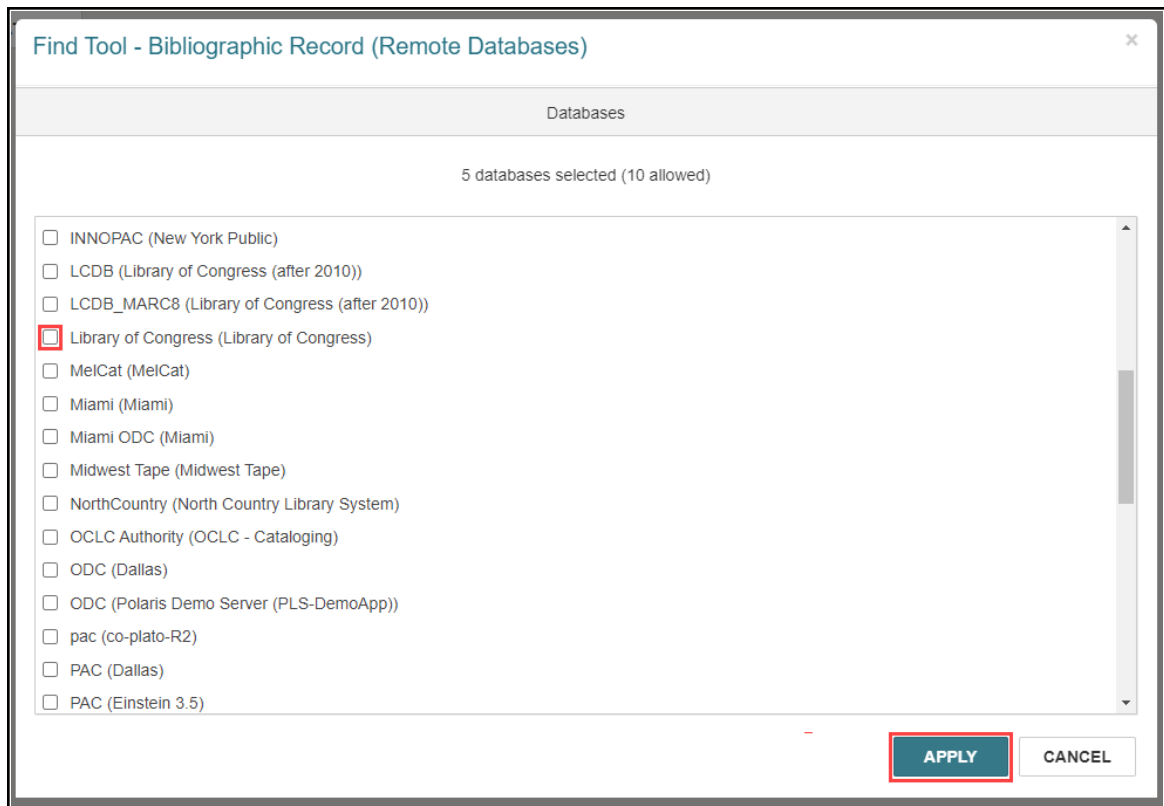 Find Tool - Bibliographic Record (Remote Databases)
Databases
5 databases selected (10 allowed)
INNOPAC (New York Public)
LCDB (Library of Congress (after 2010))
LCDB_MARC8 (Library of Congress (after 2010))
Library of Congress (Library of Congress)
MelCat (MelCat)
Miami (Miami)
Miami ODC (Miami)
Midwest Tape (Midwest Tape)
NorthCountry (North Country Library System)
OCLC Authority (OCLC - Cataloging)
ODC (Dallas)
ODC (Polaris Demo Server (PLS-DemoApp))
pac (co-plato-R2)
PAC (Dallas)
PAC (Einstein 3.5)
APPLY CANCEL